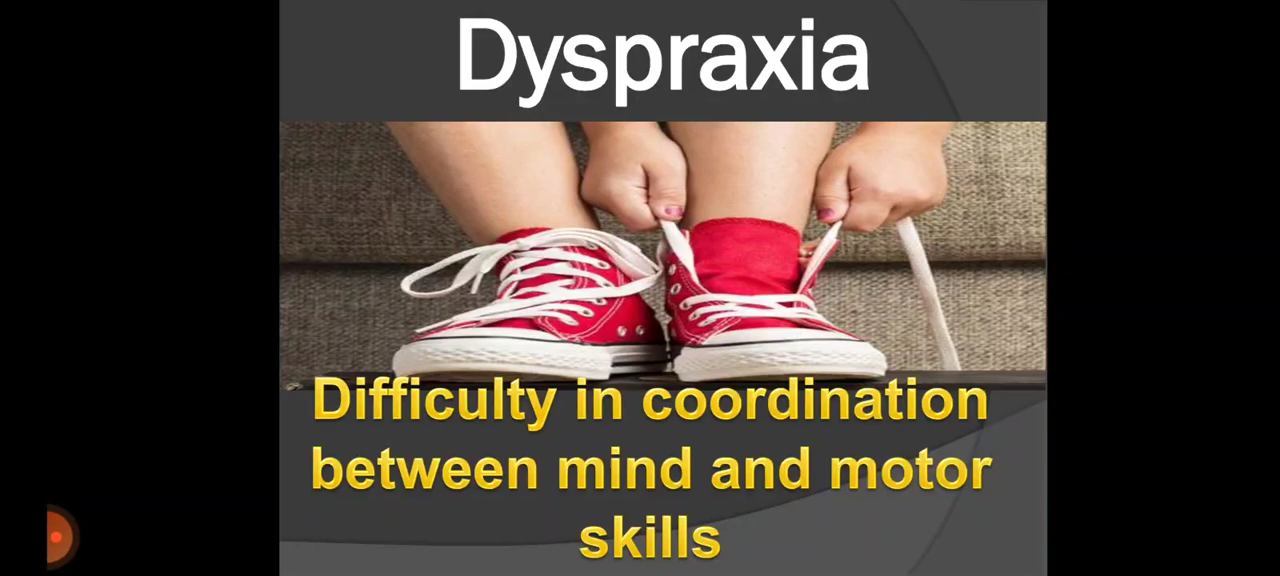 Dyspraxia
Difficulty in coordination
between mind and motor
skills